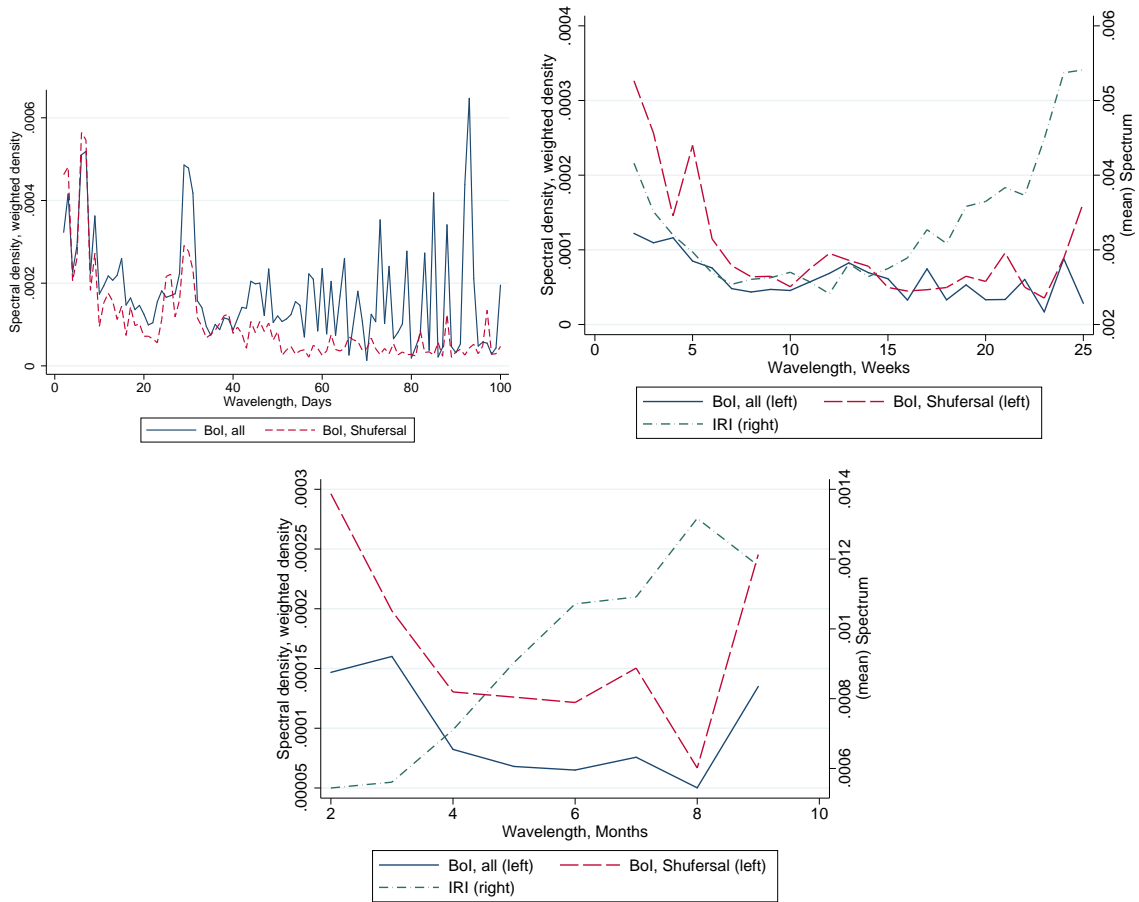 Spectral density, weighted density
.0006
.0004
.0002
0
0 20 40 60 80 100
Wavelength, Days
BoI, all BoI, Shufersal
Spectral density, weighted density
.0004
.0003
.0002
.0001
0
.006
.005
.004
.003
.002
(mean) Spectrum
0 5 10 15 20 25
Wavelength, Weeks
BoI, all (left) BoI, Shufersal (left)
IRI (right)
Spectral density, weighted density
.0003
.00025
.0002
.00015
.0001
.00005
.0014
.0012
.001
.0008
.0006
(mean) Spectrum
2 4 6 8 10
Wavelength, Months
BoI, all (left) BoI, Shufersal (left)
IRI (right)